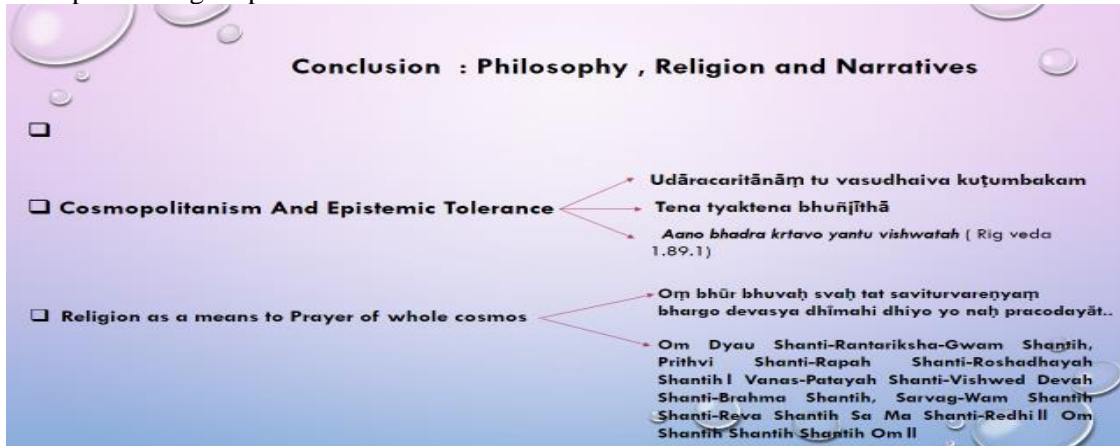 Conclusion : Philosophy , Religion and Narratives
❑
❑ Cosmopolitanism And Epistemic Tolerance
Udāracaritānāṃ tu vasudhaiva kuṭumbakam
Tena tyaktena bhuñjīthā
Aano bhadra krtavo yantu vishwatah ( Rig veda
1.89.1)
❑ Religion as a means to Prayer of whole cosmos
Oṃ bhūr bhuvaḥ svaḥ tat saviturvareṇyaṃ
bhargo devasya dhīmahi dhiyo yo naḥ pracodayāt..
Om Dyau Shanti-Rantariksha-Gwam Shantih,
Prithvi Shanti-Rapah Shanti-Roshadhayah
Shantih| Vanas-Patayah Shanti-Vishwed Devah
Shanti-Brahma Shantih, Sarvag-Wam Shantih
Shanti-Reva Shantih Sa Ma Shanti-Redhi|| Om
Shantih Shantih Shantih Om||